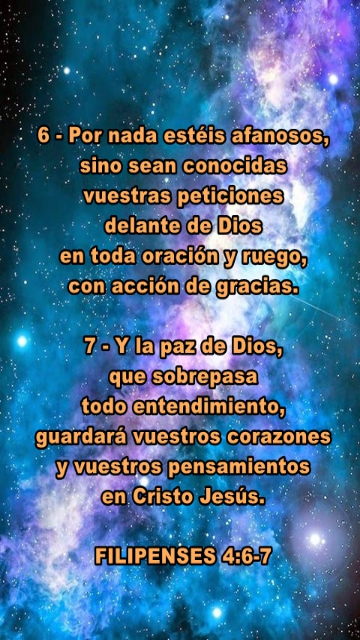 6 - Por nada estéis afanosos,
sino sean conocidas
vuestras peticiones
delante de Dios
en toda oración y ruego,
con acción de gracias.
7 - Y la paz de Dios,
que sobrepasa
todo entendimiento,
guardará vuestros corazones
y vuestros pensamientos
en Cristo Jesús.
FILIPENSES 4:6-7